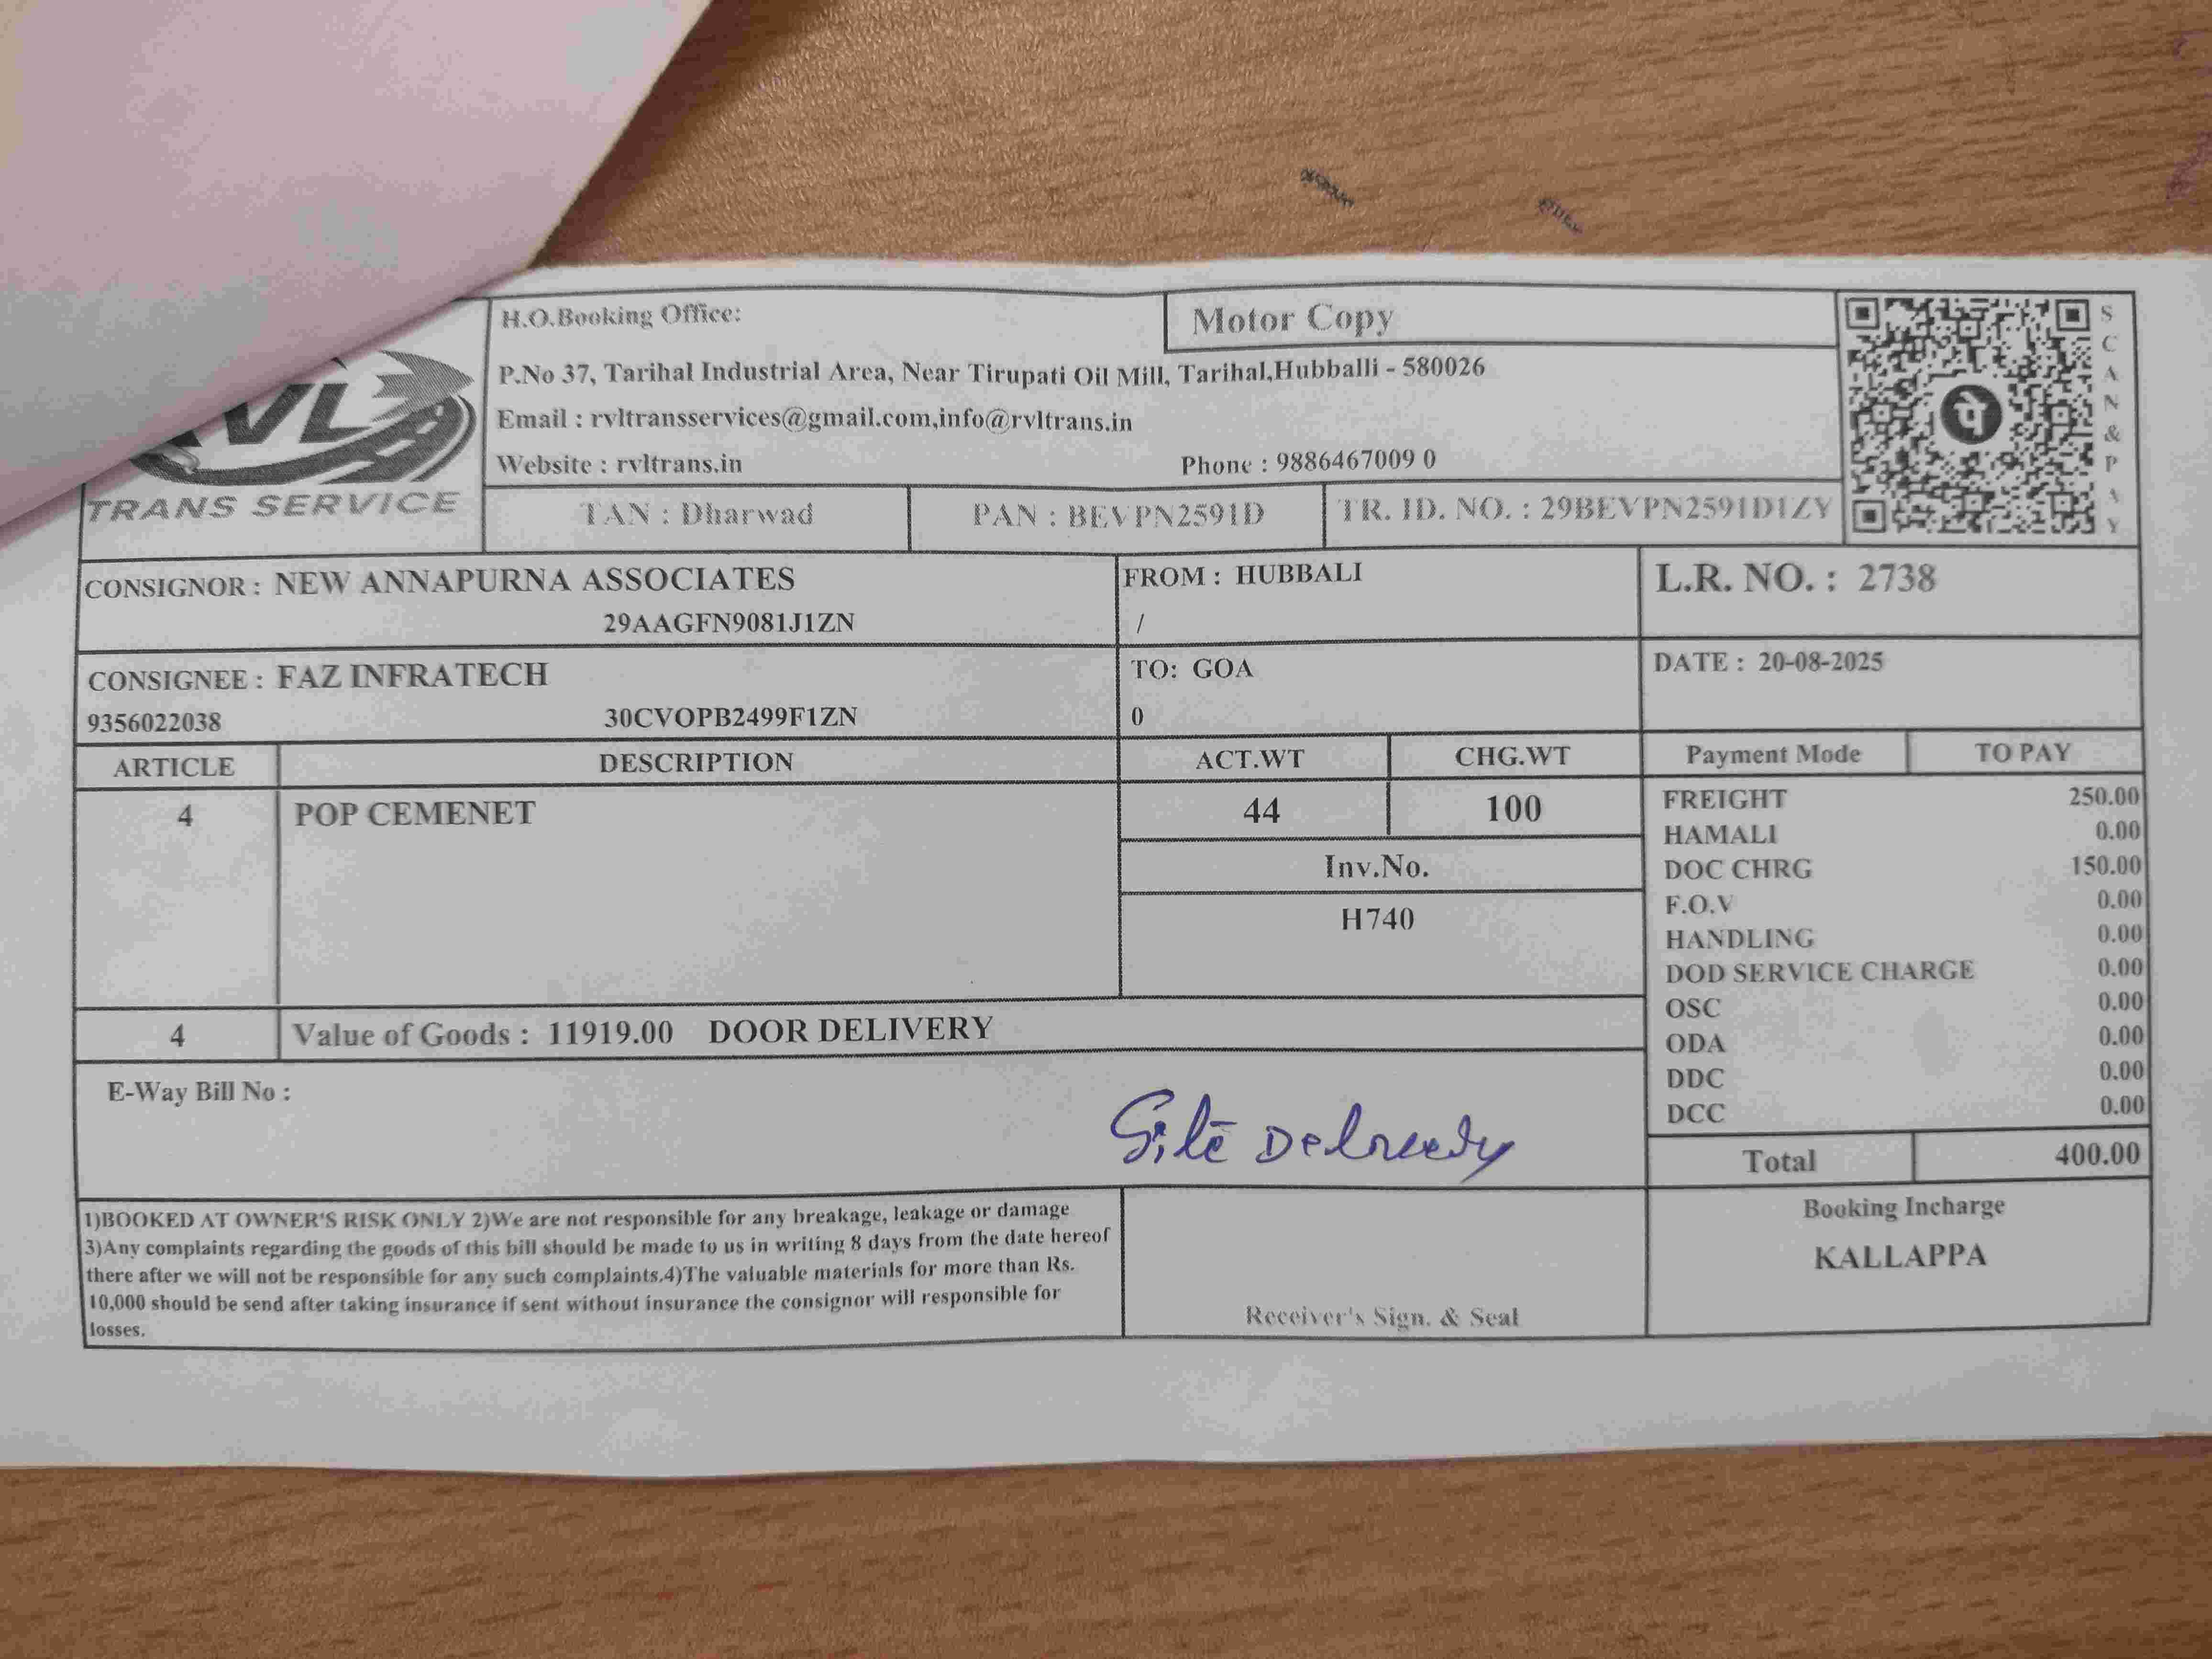 H.O.Booking Office:
Motor Copy
P.No 37, Tarihal Industrial Area, Near Tirupati Oil Mill, Tarihal,Hubballi - 580026
Email : rvltransservices@gmail.com,info@rvltrans.in
Website : rvltrans.in Phone : 9886467009 0
TAN : Dharwad PAN : BEVPN2591D TR. ID. NO. : 29BEVPN2591D1ZY
SCAN & PAY
पे
VL
TRANS SERVICE
CONSIGNOR : NEW ANNAPURNA ASSOCIATES
29AAGFN9081J1ZN
FROM : HUBBALI
/
L.R. NO. : 2738
CONSIGNEE : FAZ INFRATECH
9356022038 30CVOPB2499F1ZN
TO: GOA
0
DATE : 20-08-2025
ARTICLE DESCRIPTION ACT.WT CHG.WT Payment Mode TO PAY
4 POP CEMENET 44 100
Inv.No.
H740
FREIGHT 250.00
HAMALI 0.00
DOC CHRG 150.00
F.O.V 0.00
HANDLING 0.00
DOD SERVICE CHARGE 0.00
OSC 0.00
ODA 0.00
DDC 0.00
DCC 0.00
4 Value of Goods : 11919.00 DOOR DELIVERY
E-Way Bill No :
Site Delivery
Total 400.00
1)BOOKED AT OWNER'S RISK ONLY 2)We are not responsible for any breakage, leakage or damage
3)Any complaints regarding the goods of this bill should be made to us in writing 8 days from the date hereof
there after we will not be responsible for any such complaints.4)The valuable materials for more than Rs.
10,000 should be send after taking insurance if sent without insurance the consignor will responsible for
losses.
Receiver's Sign. & Seal
Booking Incharge
KALLAPPA